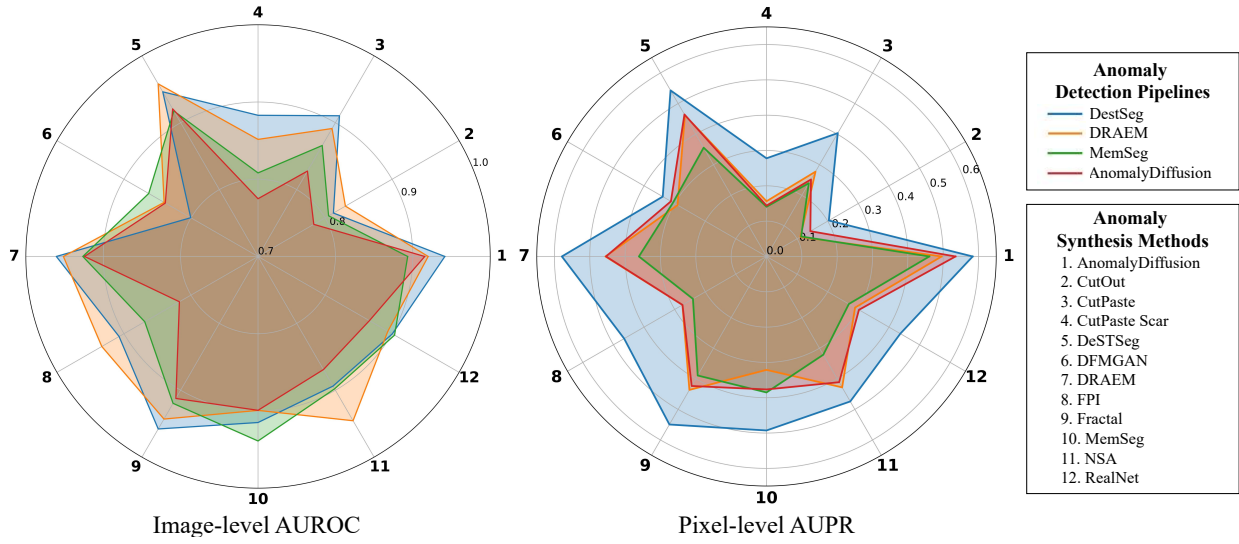 4
5
3
6
2
1.0
0.9
0.8
0.7
7
1
8
12
9
11
10
Image-level AUROC
4
5
3
6
2
0.6
0.5
0.4
0.3
0.2
0.1
0.0
7
1
8
12
9
11
10
Pixel-level AUPR
Anomaly
Detection Pipelines
DestSeg
DRAEM
MemSeg
AnomalyDiffusion
Anomaly
Synthesis Methods
1. AnomalyDiffusion
2. CutOut
3. CutPaste
4. CutPaste Scar
5. DeSTSeg
6. DFMGAN
7. DRAEM
8. FPI
9. Fractal
10. MemSeg
11. NSA
12. RealNet